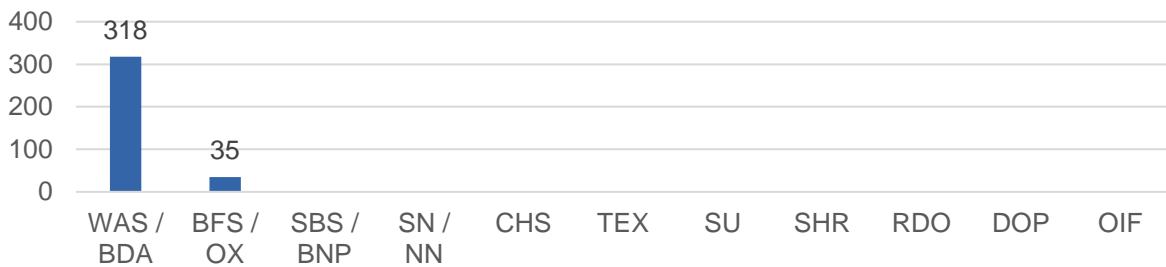 400
318
300
200
35
100
0
WAS / BDA
BFS / OX
SBS / BNP
SN / NN
CHS
TEX
SU
SHR
RDO
DOP
OIF